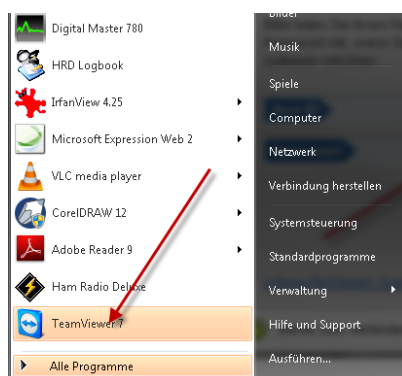 Digital Master 780
HRD Logbook
IrfanView 4.25
Microsoft Expression Web 2
VLC media player
CorelDRAW 12
Adobe Reader 9
Ham Radio Deluxe
TeamViewer 7
Alle Programme
Bilder
Musik
Spiele
Computer
Netzwerk
Verbindung herstellen
Systemsteuerung
Standardprogramme
Verwaltung
Hilfe und Support
Ausführen...